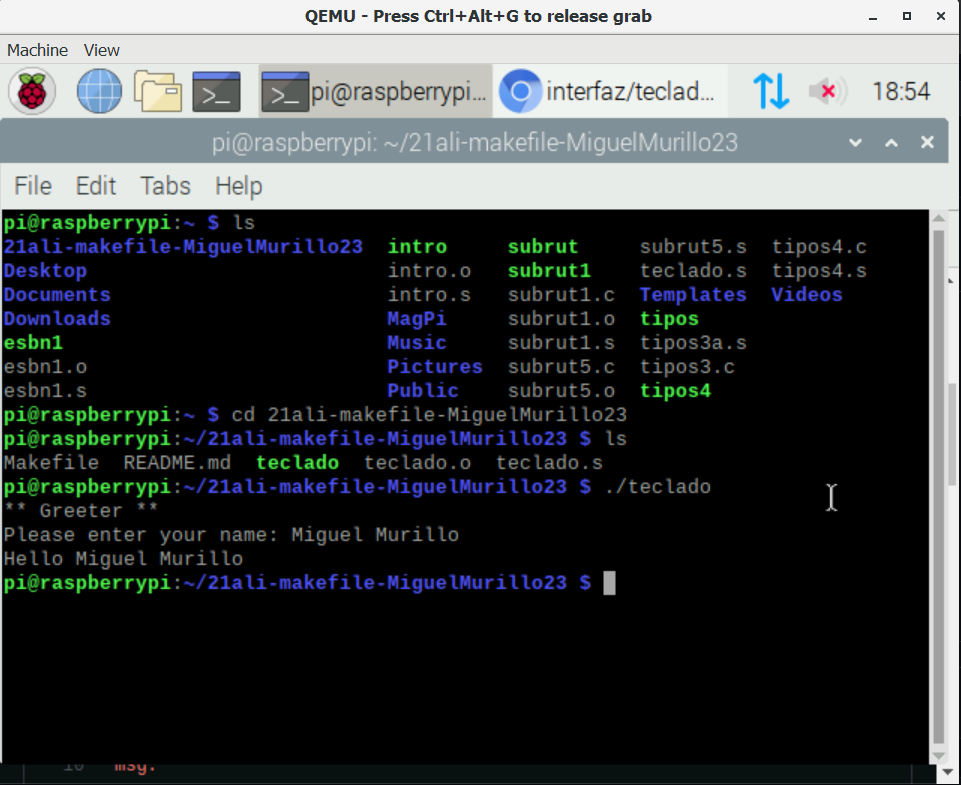 QEMU - Press Ctrl+Alt+G to release grab
Machine View
pi@raspberrypi... interfaz/teclad... 18:54
pi@raspberrypi: ~/21ali-makefile-MiguelMurillo23
File Edit Tabs Help
pi@raspberrypi:~ $ ls
21ali-makefile-MiguelMurillo23 intro subrut subrut5.s tipos4.c
Desktop intro.o subrut1 teclado.s tipos4.s
Documents intro.s subrut1.c Templates Videos
Downloads MagPi subrut1.o tipos
esbn1 Music subrut1.s tipos3a.s
esbn1.o Pictures subrut5.c tipos3.c
esbn1.s Public subrut5.o tipos4
pi@raspberrypi:~ $ cd 21ali-makefile-MiguelMurillo23
pi@raspberrypi:~/21ali-makefile-MiguelMurillo23 $ ls
Makefile README.md teclado teclado.o teclado.s
pi@raspberrypi:~/21ali-makefile-MiguelMurillo23 $ ./teclado
** Greeter **
Please enter your name: Miguel Murillo
Hello Miguel Murillo
pi@raspberrypi:~/21ali-makefile-MiguelMurillo23 $
10 msg: